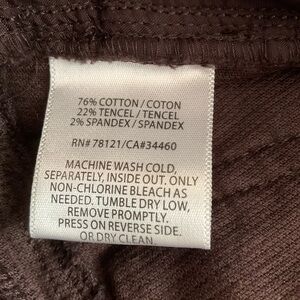 76% COTTON / COTON
22% TENCEL / TENCEL
2% SPANDEX / SPANDEX
RN# 78121/CA#34460
MACHINE WASH COLD,
SEPARATELY, INSIDE OUT. ONLY
NON-CHLORINE BLEACH AS
NEEDED. TUMBLE DRY LOW,
REMOVE PROMPTLY.
PRESS ON REVERSE SIDE.
OR DRY CLEAN